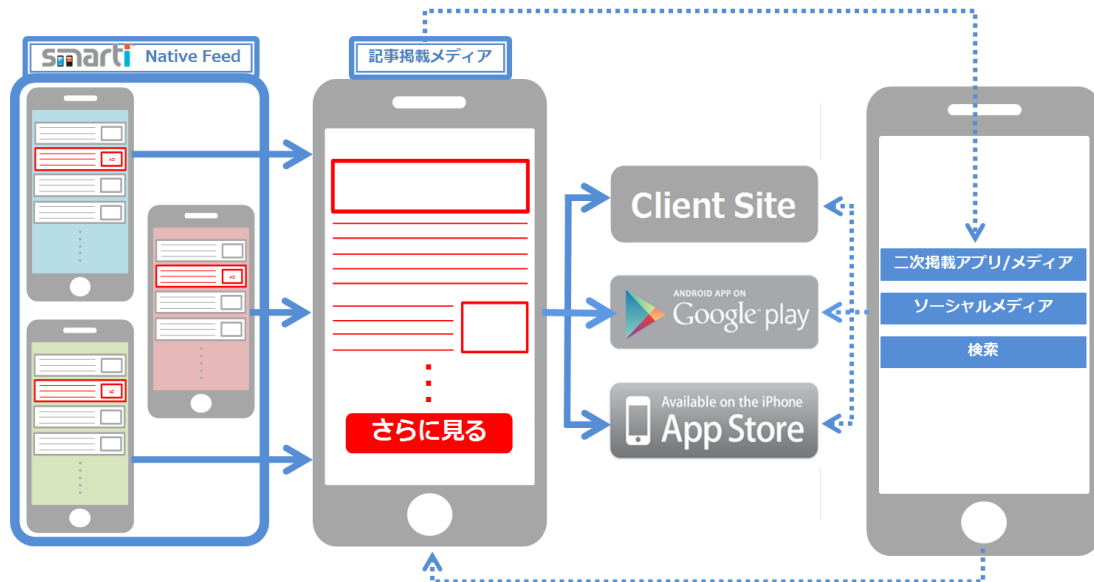 smarti Native Feed
記事掲載メディア
AD
AD
AD
さらに見る
Client Site
ANDROID APP ON
Google play
Available on the iPhone
App Store
二次掲載アプリ/メディア
ソーシャルメディア
検索